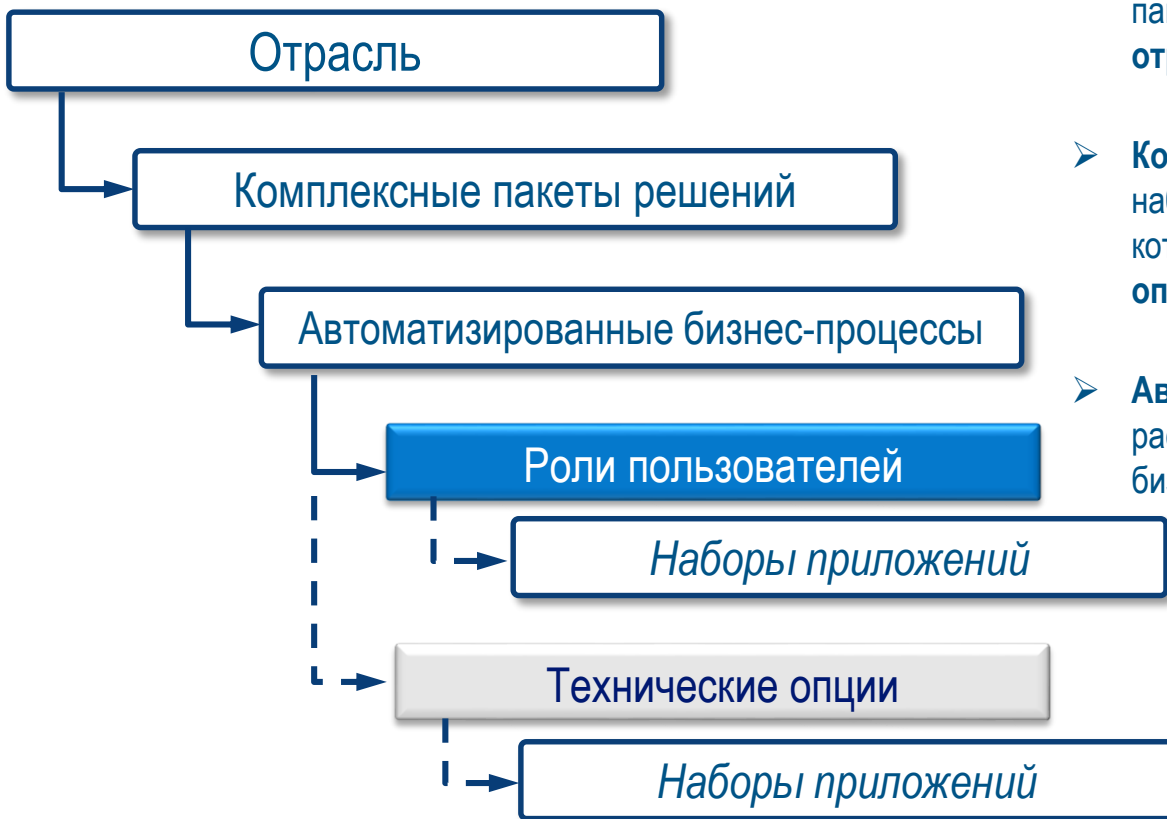 Отрасль
Комплексные пакеты решений
Автоматизированные бизнес-процессы
Роли пользователей
Наборы приложений
Технические опции
Наборы приложений